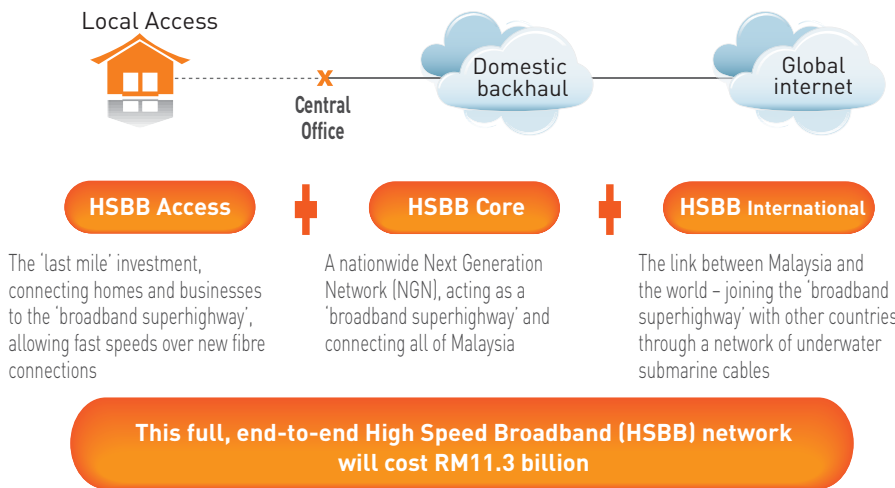 Local Access
Domestic
backhaul
Global
internet
x
Central
Office
HSBB Access
HSBB Core
HSBB International
The 'last mile' investment,
connecting homes and businesses
to the 'broadband superhighway',
allowing fast speeds over new fibre
connections
A nationwide Next Generation
Network (NGN), acting as a
'broadband superhighway' and
connecting all of Malaysia
The link between Malaysia and
the world – joining the 'broadband
superhighway' with other countries
through a network of underwater
submarine cables
This full, end-to-end High Speed Broadband (HSBB) network
will cost RM11.3 billion